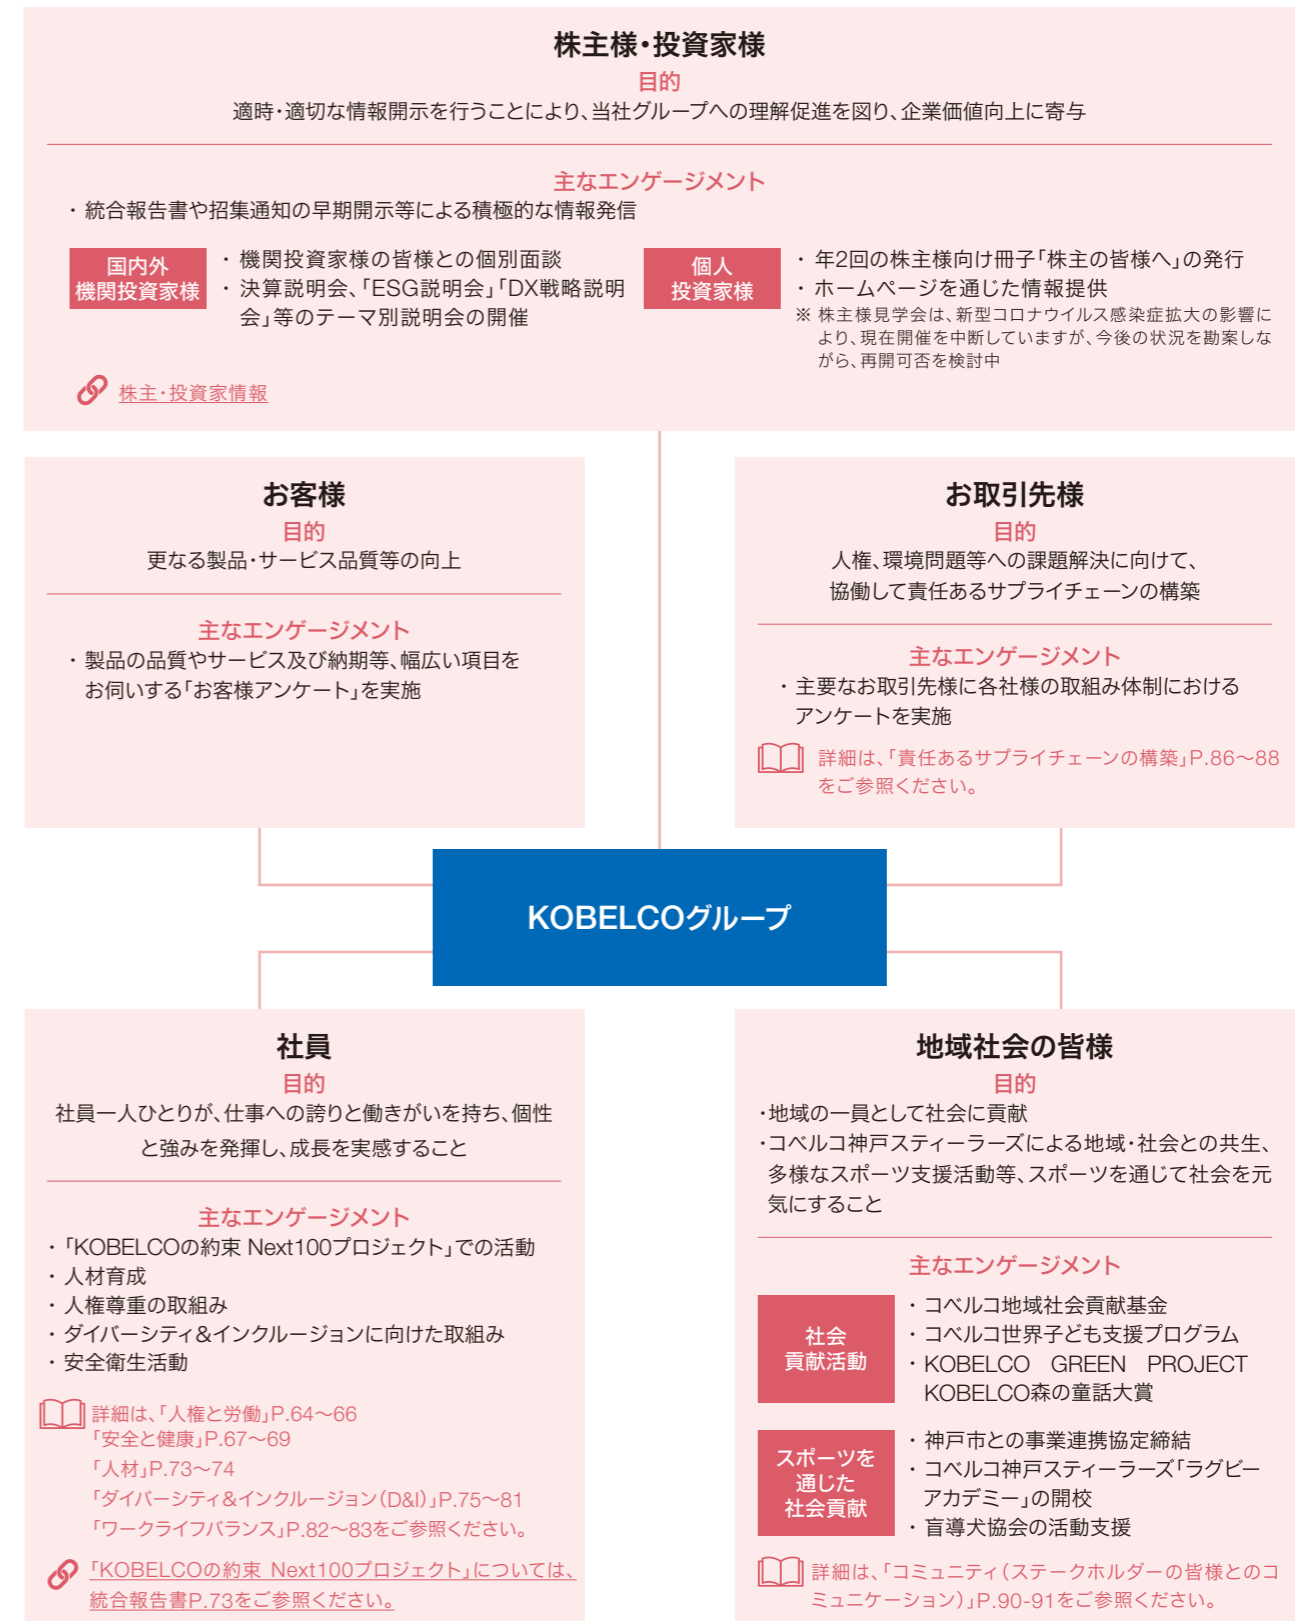 株主様・投資家様
目的
適時・適切な情報開示を行うことにより、当社グループへの理解促進を図り、企業価値向上に寄与
主なエンゲージメント
・ 統合報告書や招集通知の早期開示等による積極的な情報発信
国内外
機関投資家様
・ 機関投資家様の皆様との個別面談
・ 決算説明会、「ESG説明会」「DX戦略説明
会」等のテーマ別説明会の開催
個人
投資家様
・ 年2回の株主様向け冊子「株主の皆様へ」の発行
・ ホームページを通じた情報提供
※ 株主様見学会は、新型コロナウイルス感染症拡大の影響に
より、現在開催を中断していますが、今後の状況を勘案しな
がら、再開可否を検討中
株主・投資家情報
お客様
目的
更なる製品・サービス品質等の向上
主なエンゲージメント
・ 製品の品質やサービス及び納期等、幅広い項目を
お伺いする「お客様アンケート」を実施
お取引先様
目的
人権、環境問題等への課題解決に向けて、
協働して責任あるサプライチェーンの構築
主なエンゲージメント
・ 主要なお取引先様に各社様の取組み体制における
アンケートを実施
詳細は、「責任あるサプライチェーンの構築」P.86～88
をご参照ください。
KOBELCOグループ
社員
目的
社員一人ひとりが、仕事への誇りと働きがいを持ち、個性
と強みを発揮し、成長を実感すること
主なエンゲージメント
・ 「KOBELCOの約束 Next100プロジェクト」での活動
・ 人材育成
・ 人権尊重の取組み
・ ダイバーシティ&インクルージョンに向けた取組み
・ 安全衛生活動
詳細は、「人権と労働」P.64～66
「安全と健康」P.67～69
「人材」P.73～74
「ダイバーシティ&インクルージョン(D&I)」P.75～81
「ワークライフバランス」P.82～83をご参照ください。
「KOBELCOの約束 Next100プロジェクト」については、
統合報告書P.73をご参照ください。
地域社会の皆様
目的
・地域の一員として社会に貢献
・コベルコ神戸スティーラーズによる地域・社会との共生、
多様なスポーツ支援活動等、スポーツを通じて社会を元
気にすること
主なエンゲージメント
社会
貢献活動
・ コベルコ地域社会貢献基金
・ コベルコ世界子ども支援プログラム
・ KOBELCO GREEN PROJECT
KOBELCO森の童話大賞
スポーツを
通じた
社会貢献
・ 神戸市との事業連携協定締結
・ コベルコ神戸スティーラーズ「ラグビー
アカデミー」の開校
・ 盲導犬協会の活動支援
詳細は、「コミュニティ(ステークホルダーの皆様とのコ
ミュニケーション)」P.90-91をご参照ください。